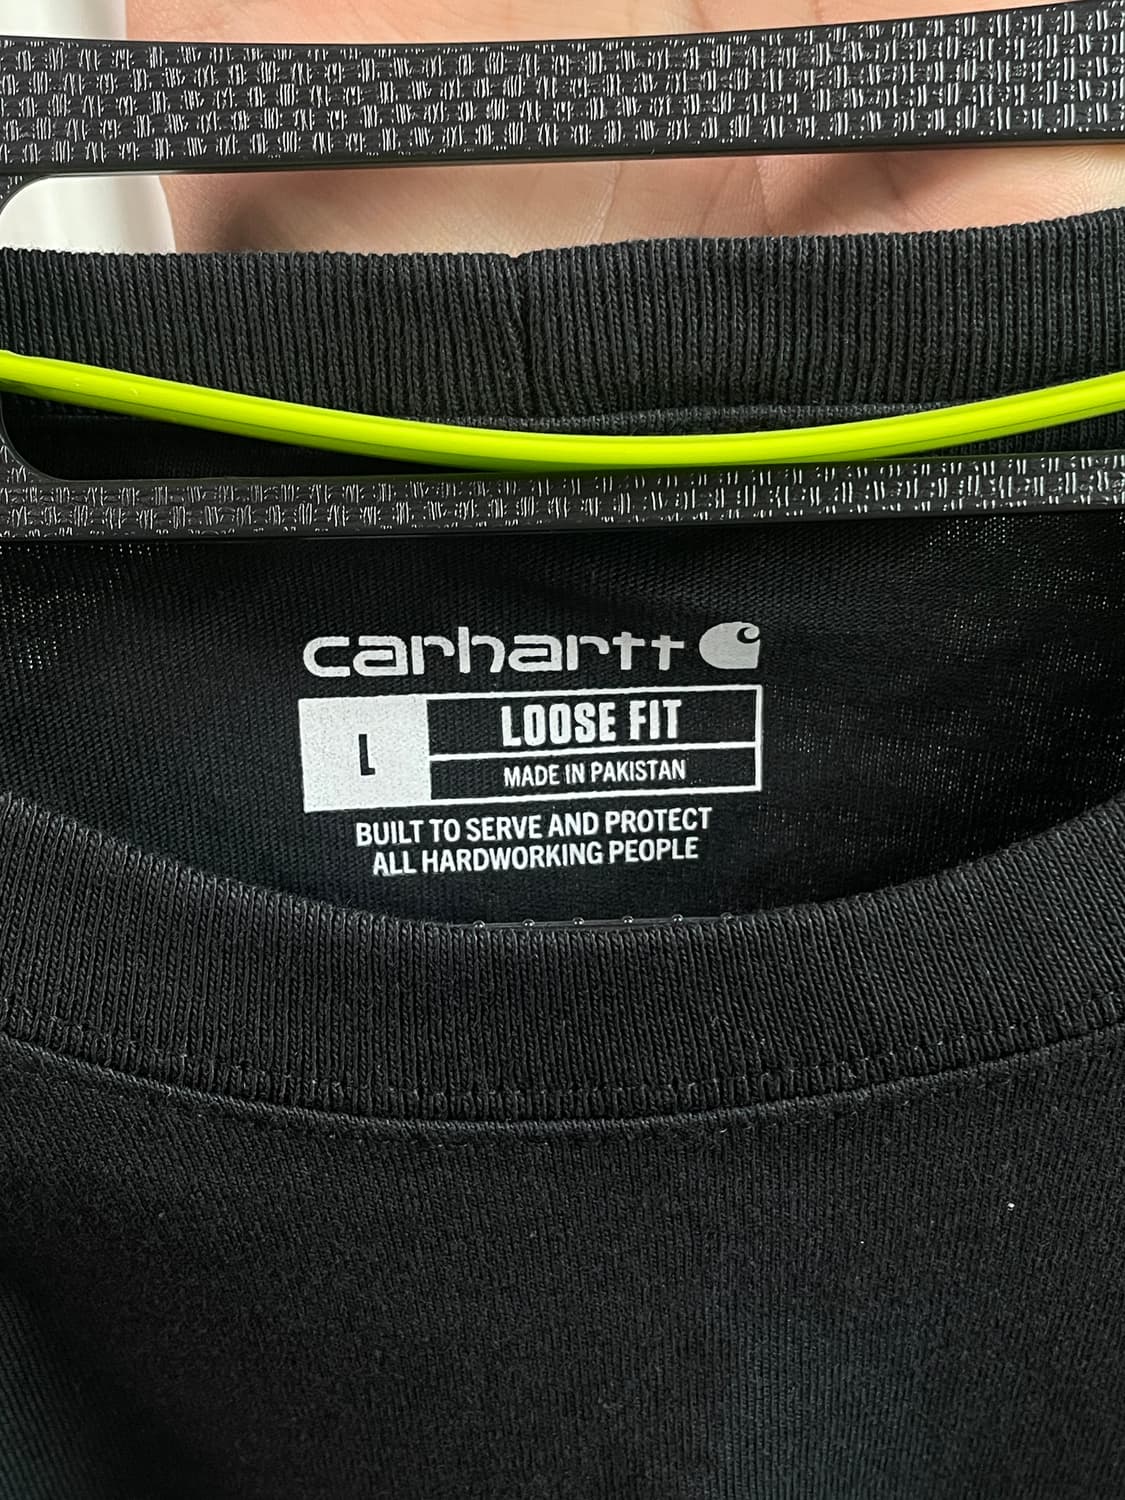 carhartt
L
LOOSE FIT
MADE IN PAKISTAN
BUILT TO SERVE AND PROTECT
ALL HARDWORKING PEOPLE